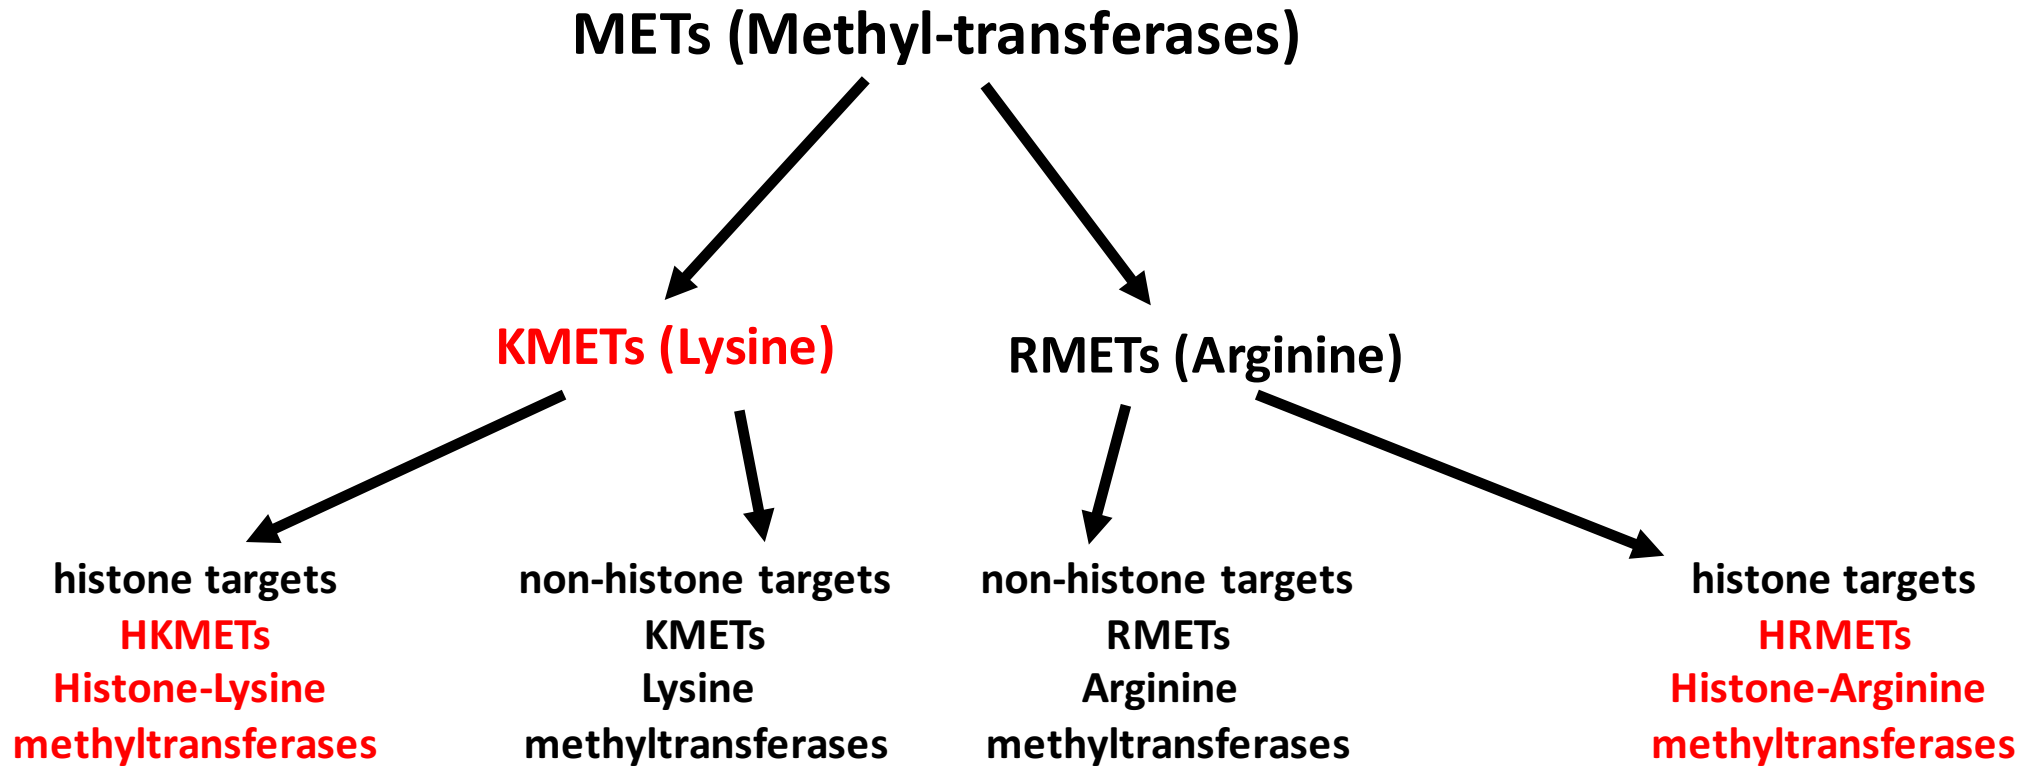 METs (Methyl-transferases)
KMETs (Lysine)
RMETs (Arginine)
histone targets
HKMETs
Histone-Lysine
methyltransferases
non-histone targets
KMETs
Lysine
methyltransferases
non-histone targets
RMETs
Arginine
methyltransferases
histone targets
HRMETs
Histone-Arginine
methyltransferases